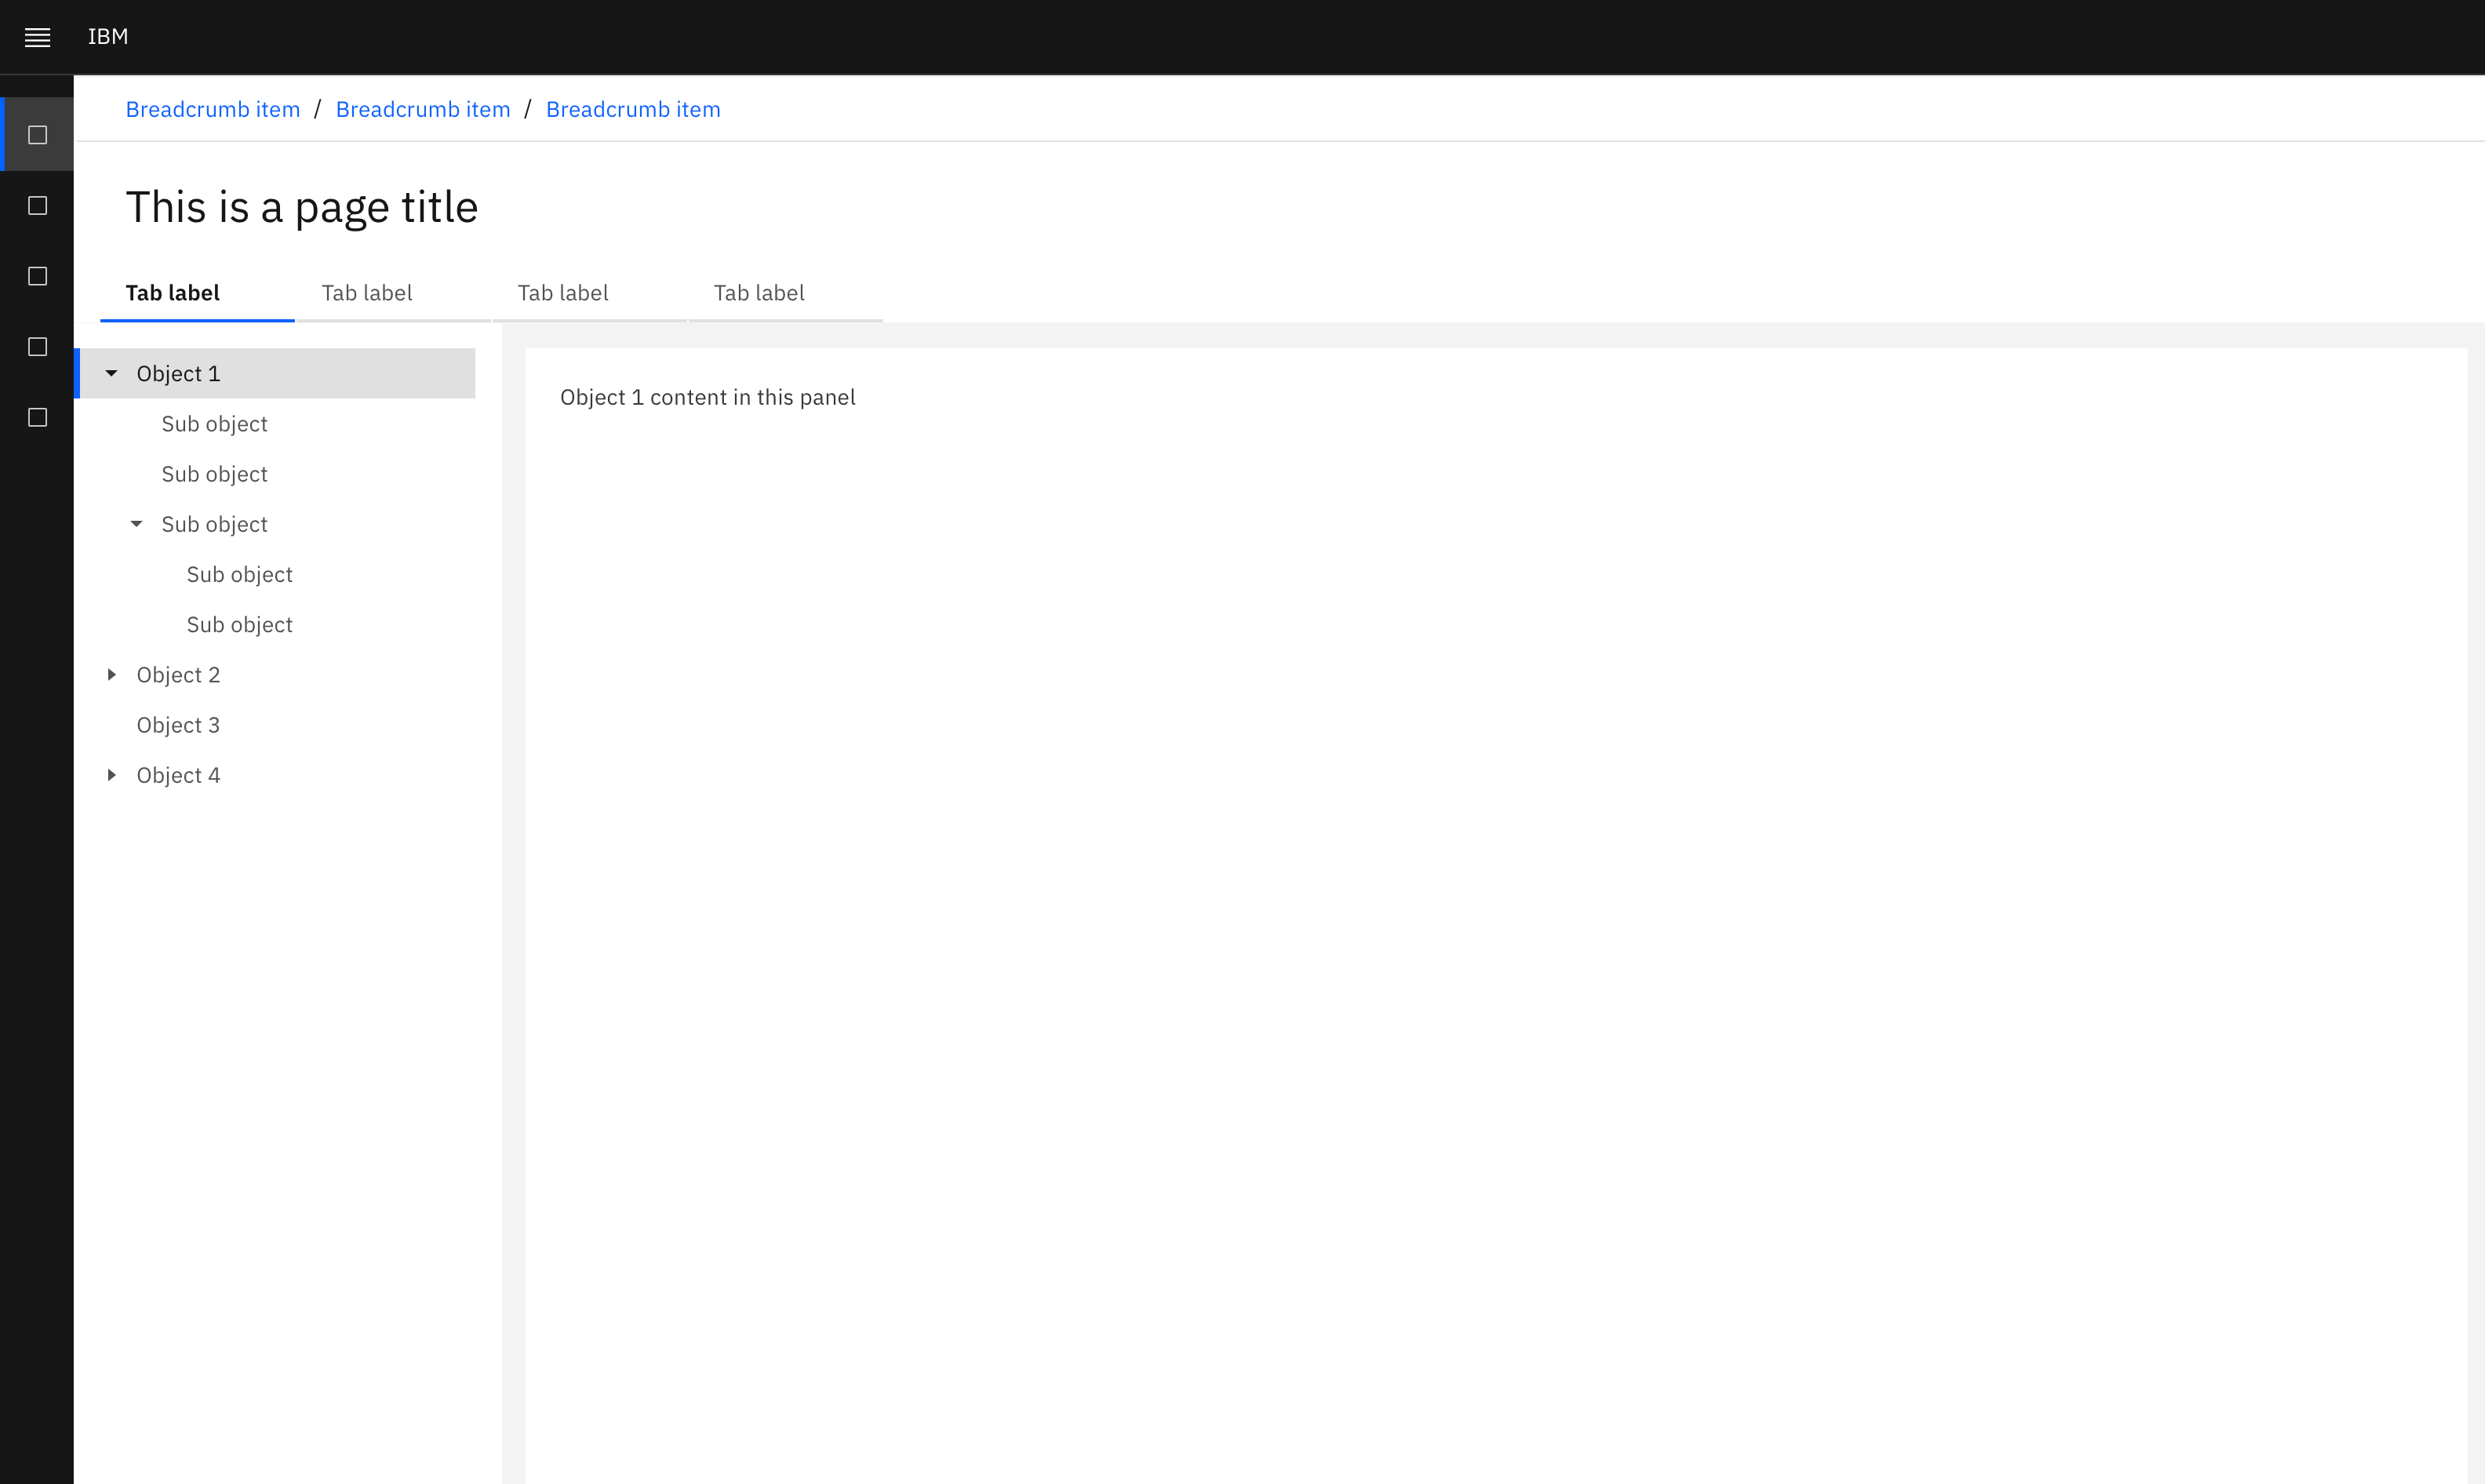 IBM
Breadcrumb item / Breadcrumb item / Breadcrumb item
This is a page title
Tab label Tab label Tab label Tab label
Object 1
Sub object
Sub object
Sub object
Sub object
Sub object
Object 2
Object 3
Object 4
Object 1 content in this panel